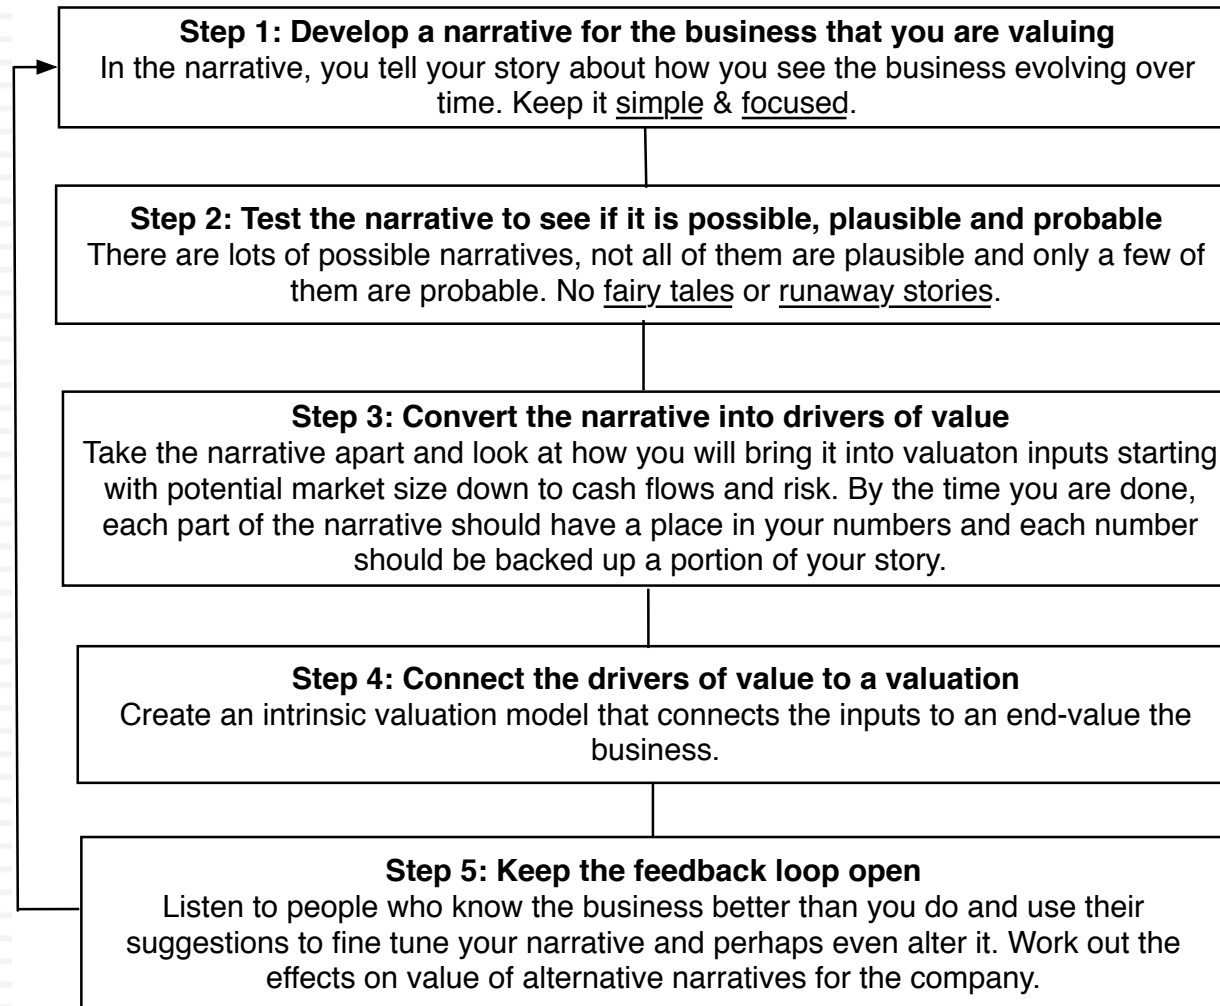 Step 1: Develop a narrative for the business that you are valuing
In the narrative, you tell your story about how you see the business evolving over
time. Keep it simple & focused.
Step 2: Test the narrative to see if it is possible, plausible and probable
There are lots of possible narratives, not all of them are plausible and only a few of
them are probable. No fairy tales or runaway stories.
Step 3: Convert the narrative into drivers of value
Take the narrative apart and look at how you will bring it into valuaton inputs starting
with potential market size down to cash flows and risk. By the time you are done,
each part of the narrative should have a place in your numbers and each number
should be backed up a portion of your story.
Step 4: Connect the drivers of value to a valuation
Create an intrinsic valuation model that connects the inputs to an end-value the
business.
Step 5: Keep the feedback loop open
Listen to people who know the business better than you do and use their
suggestions to fine tune your narrative and perhaps even alter it. Work out the
effects on value of alternative narratives for the company.